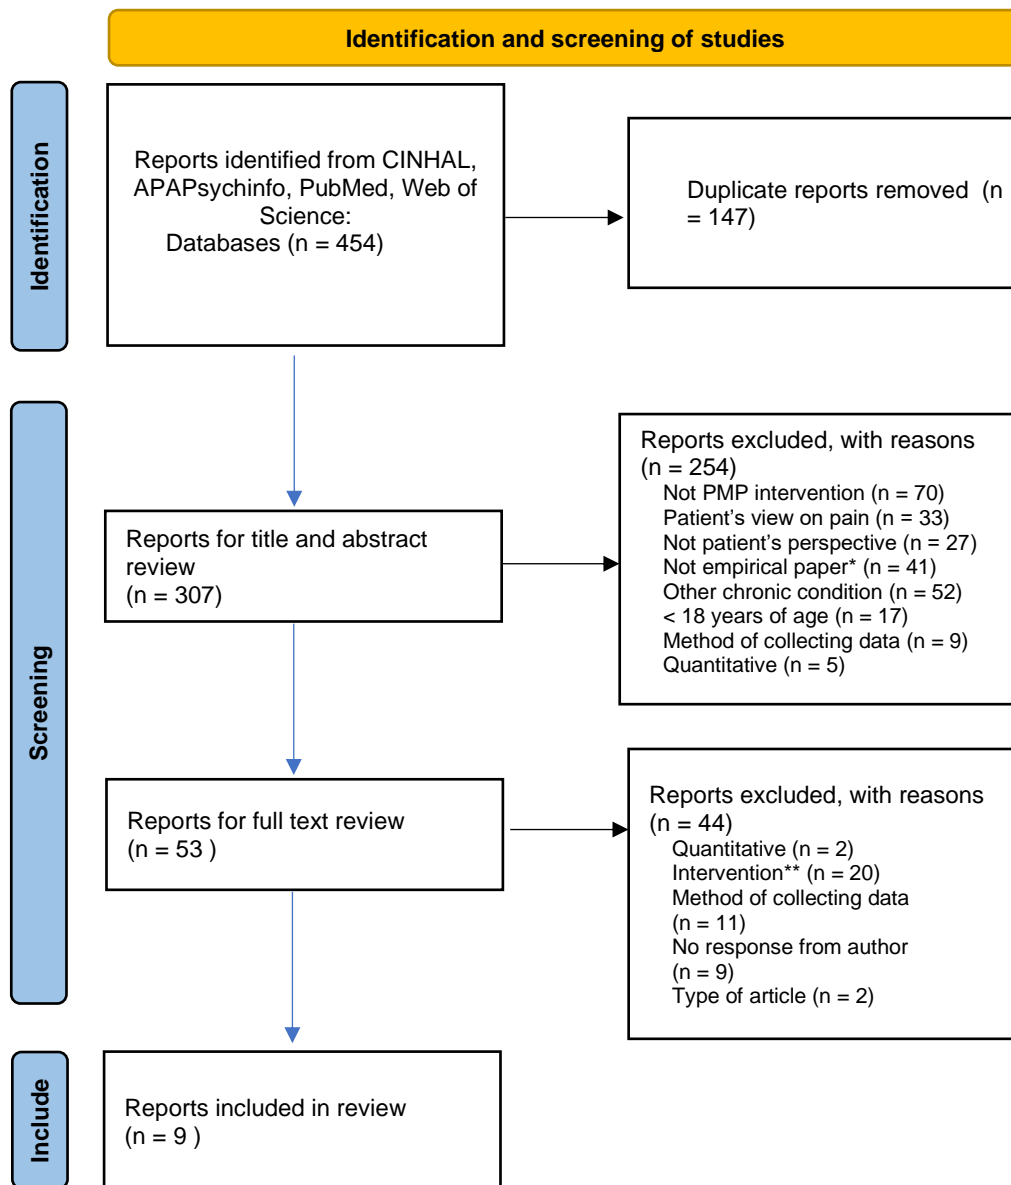 Identification and screening of studies
Identification
Reports identified from CINHAL,
APAPsychinfo, PubMed, Web of
Science:
Databases (n = 454)
Duplicate reports removed  (n
= 147)
Screening
Reports for title and abstract
review
(n = 307)
Reports excluded, with reasons
(n = 254)
Not PMP intervention (n = 70)
Patient’s view on pain (n = 33)
Not patient’s perspective (n = 27)
Not empirical paper* (n = 41)
Other chronic condition (n = 52)
< 18 years of age (n = 17)
Method of collecting data (n = 9)
Quantitative (n = 5)
Reports for full text review
(n = 53 )
Reports excluded, with reasons
(n = 44)
Quantitative (n = 2)
Intervention** (n = 20)
Method of collecting data
(n = 11)
No response from author
(n = 9)
Type of article (n = 2)
Include
Reports included in review
(n = 9 )